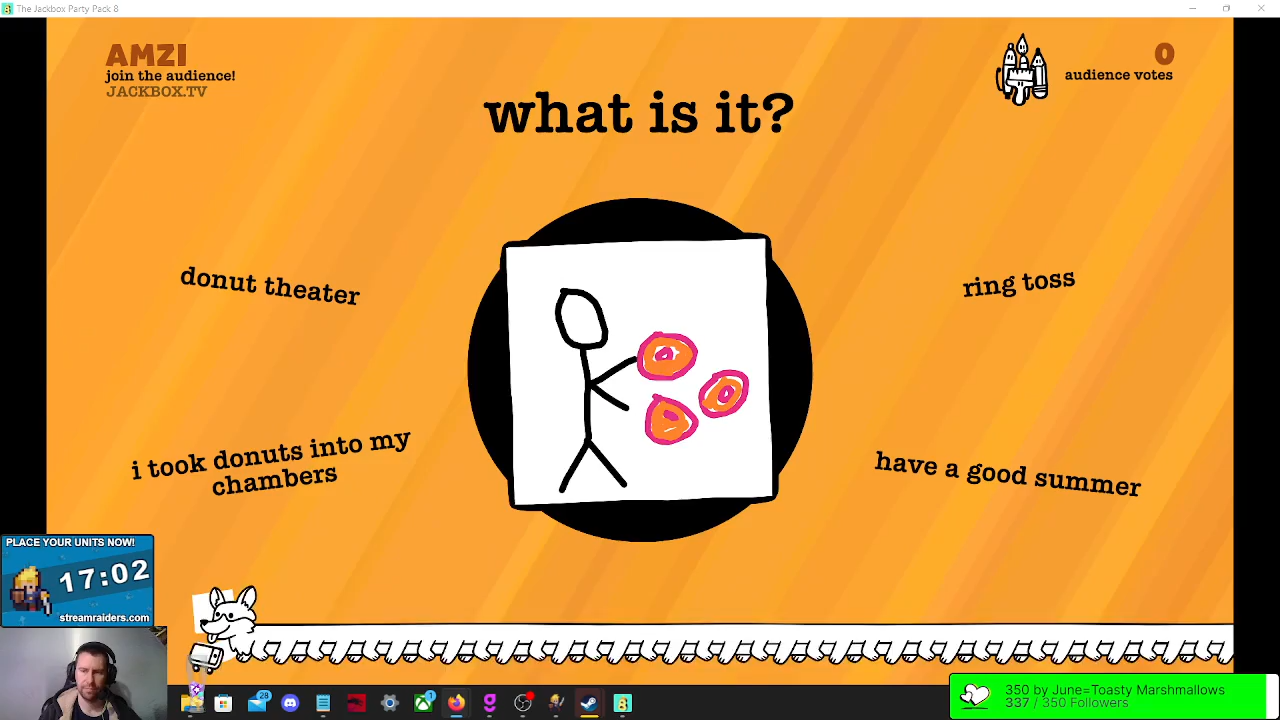 The Jackbox Party Pack 8
AMZI
join the audience!
JACKBOX.TV
0
audience votes
what is it?
donut theater
ring toss
i took donuts into my
chambers
have a good summer
PLACE YOUR UNITS NOW!
17:02
streamraiders.com
28
1
350 by June=Toasty Marshmallows
337 / 350 Followers